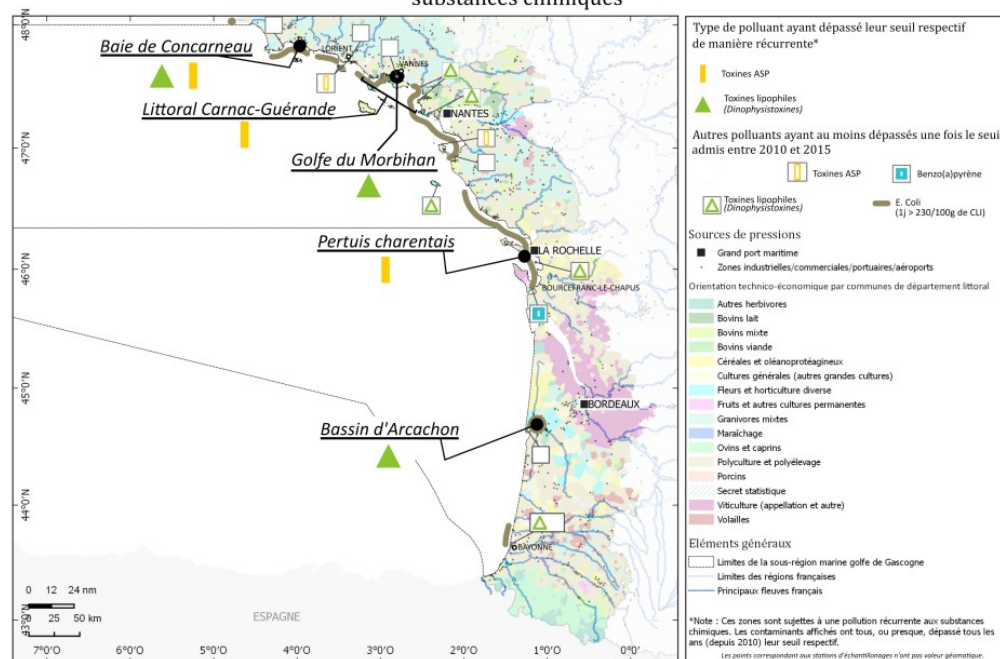 substances chimiques
48°0'N
47°0'N
46°0'N
45°0'N
44°0'N
43°0'N
Baie de Concarneau
LORIENT
VANNES
Littoral Carnac-Guérande
NANTES
Golfe du Morbihan
Pertuis charentais
LA ROCHELLE
BOURCEFRANC-LE-CHAPUS
BORDEAUX
Bassin d'Arcachon
BAYONNE
ESPAGNE
0 12 24 nm
0 25 50 km
7°0'0 6°0'0 5°0'0 4°0'0 3°0'0 2°0'0 1°0'0 0°0'
Type de polluant ayant dépassé leur seuil respectif
de manière récurrente*
Toxines ASP
Toxines lipophiles
(Dinophysistoxines)
Autres polluants ayant au moins dépassés une fois le seuil
admis entre 2010 et 2015
Toxines ASP
Benzo(a)pyrène
Toxines lipophiles
(Dinophysistoxines)
E. Coli
(1j > 230/100g de CLI)
Sources de pressions
Grand port maritime
Zones industrielles/commerciales/portuaires/aéroports
Orientation technico-économique par communes de département littoral
Autres herbivores
Bovins lait
Bovins mixte
Bovins viande
Céréales et oléanoprotéagineux
Cultures générales (autres grandes cultures)
Fleurs et horticulture diverse
Fruits et autres cultures permanentes
Granivores mixtes
Maraîchage
Ovins et caprins
Polyculture et polyélevage
Porcins
Secret statistique
Viticulture (appellation et autre)
Volailles
Eléments généraux
Limites de la sous-région marine golfe de Gascogne
Limites des régions françaises
Principaux fleuves français
*Note : Ces zones sont sujettes à une pollution récurrente aux substances
chimiques. Les contaminants affichés ont tous, ou presque, dépassé tous les
ans (depuis 2010) leur seuil respectif.
Les points correspondant aux stations d'échantillonages n'ont pas valeur géomatique.